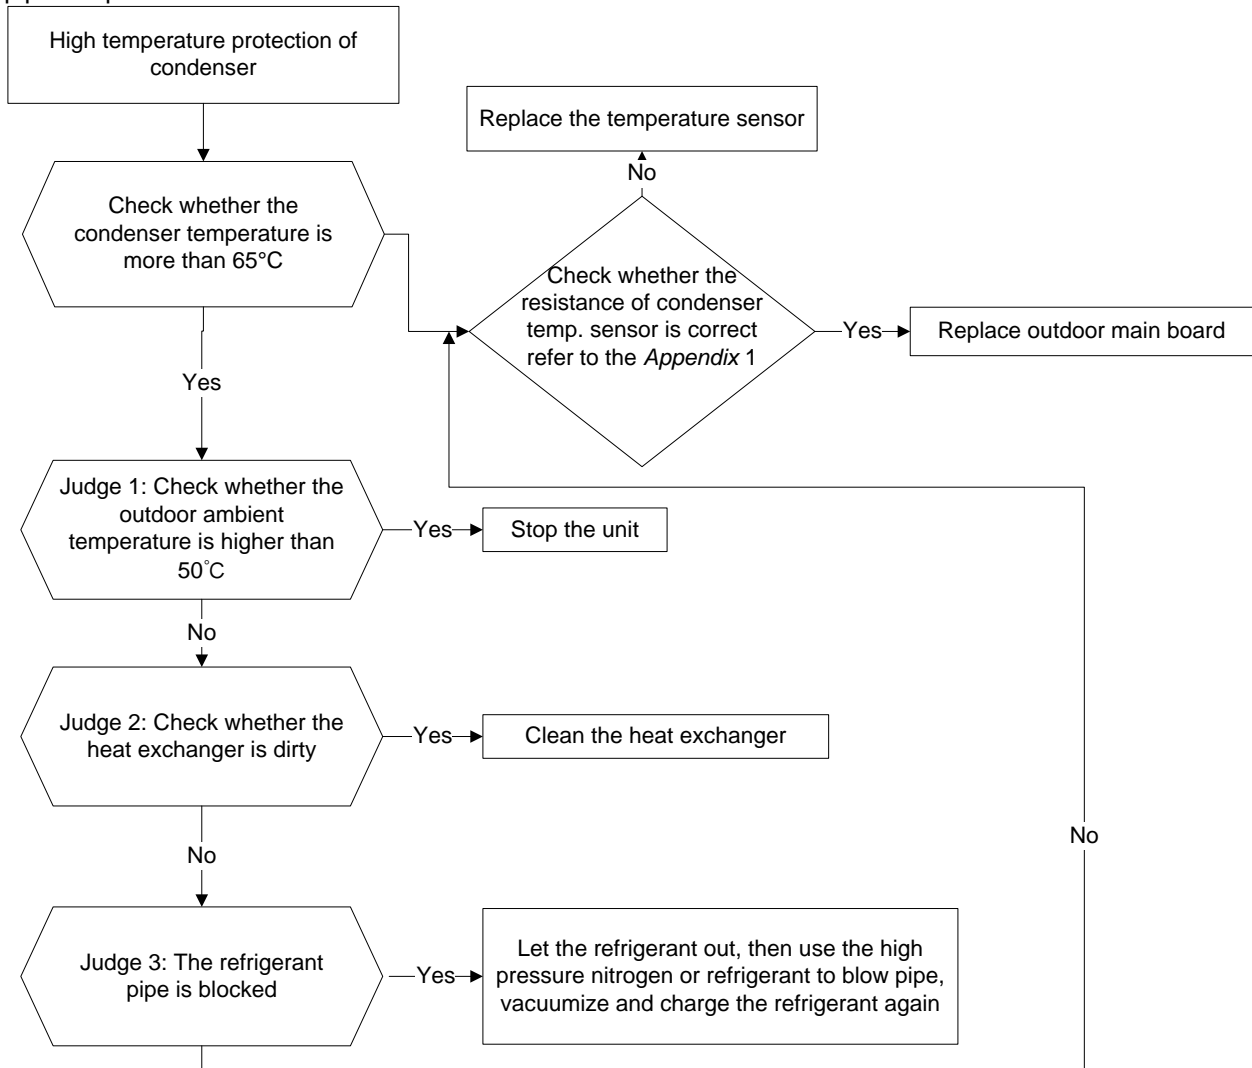 High temperature protection of
condenser
Replace the temperature sensor
No
Check whether the
condenser temperature is
more than 65°C
Check whether the
resistance of condenser
temp. sensor is correct
refer to the Appendix 1
Yes
Replace outdoor main board
Yes
Judge 1: Check whether the
outdoor ambient
temperature is higher than
50℃
Yes
Stop the unit
No
Judge 2: Check whether the
heat exchanger is dirty
Yes
Clean the heat exchanger
No
No
Judge 3: The refrigerant
pipe is blocked
Yes
Let the refrigerant out, then use the high
pressure nitrogen or refrigerant to blow pipe,
vacuumize and charge the refrigerant again